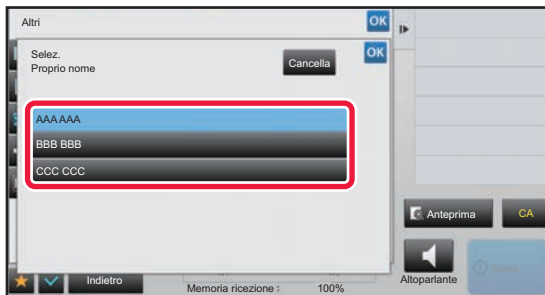 Altri
OK
Selez.
Proprio nome
Cancella
OK
AAA AAA
BBB BBB
CCC CCC
Anteprima
CA
Indietro
Memoria ricezione :
100%
Altoparlante
Avvio